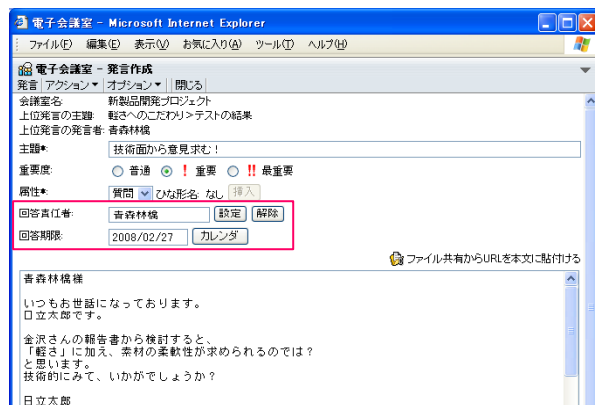 電子会議室 - Microsoft Internet Explorer
ファイル(F) 編集(E) 表示(V) お気に入り(A) ツール(T) ヘルプ(H)
電子会議室 - 発言作成
発言 アクション▼ オプション▼ 閉じる
会議室名: 新製品開発プロジェクト
上位発言の主題: 軽さへのこだわり>テストの結果
上位発言の発言者: 青森林檎
主題*: 技術面から意見求む!
重要度: 普通 ! 重要 !! 最重要
属性*: 質問 ひな形名: なし 挿入
回答責任者: 青森林檎 設定 解除
回答期限: 2008/02/27 カレンダ
ファイル共有からURLを本文に貼付ける
青森林檎様
いつもお世話になっております。
日立太郎です。
金沢さんの報告書から検討すると、
「軽さ」に加え、素材の柔軟性が求められるのでは?
と思います。
技術的にみて、いかがでしょうか?
日立太郎